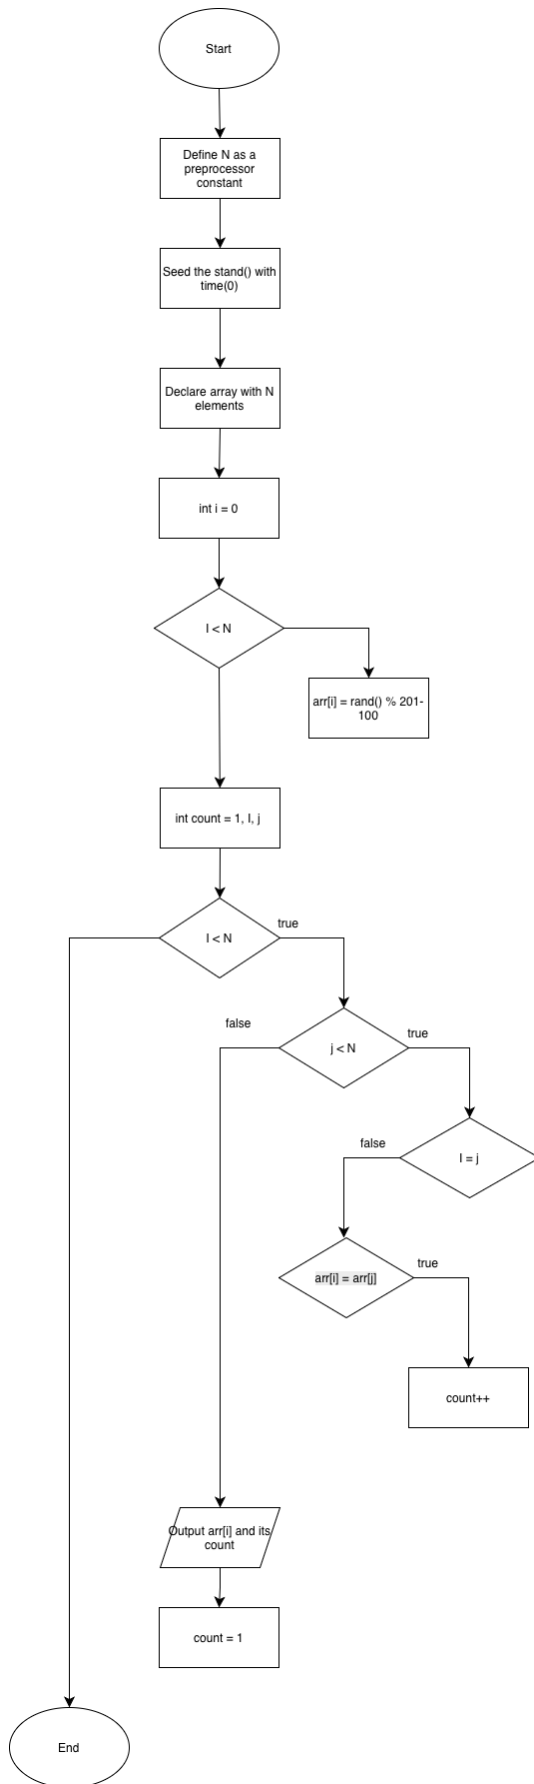 Start
Define N as a
preprocessor
constant
Seed the stand() with
time(0)
Declare array with N
elements
int i = 0
I < N
arr[i] = rand() % 201-
100
int count = 1, I, j
I < N
true
false
j < N
true
false
I = j
arr[i] = arr[j]
true
count++
Output arr[i] and its
count
count = 1
End